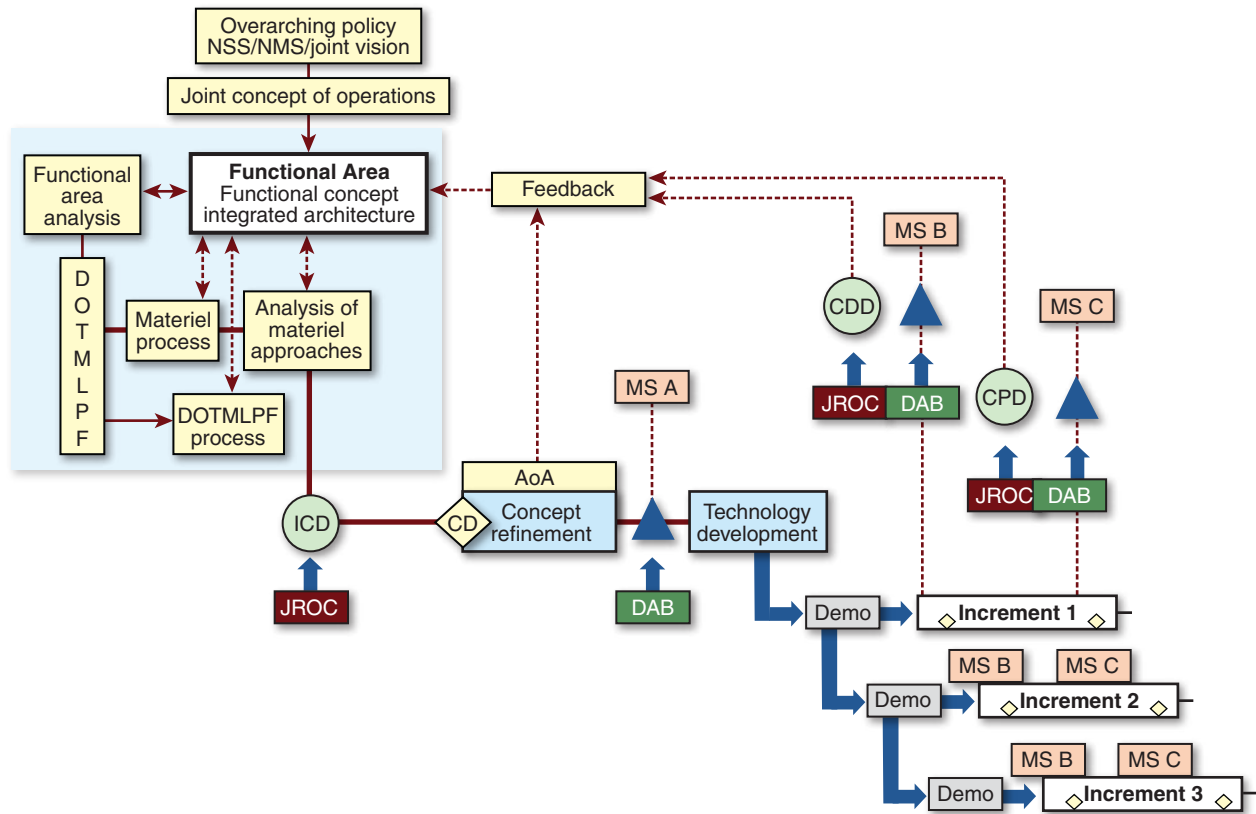 Overarching policy
NSS/NMS/joint vision
Joint concept of operations
Functional
area
analysis
Functional Area
Functional concept
integrated architecture
Feedback
MS B
D
O
T
M
L
P
F
Materiel
process
Analysis of
materiel
approaches
CDD
MS C
DOTMLPF
process
MS A
JROC
DAB
CPD
AoA
ICD
CD
Concept
refinement
Technology
development
JROC
DAB
JROC
DAB
Demo
Increment 1
MS B
MS C
Demo
Increment 2
MS B
MS C
Demo
Increment 3